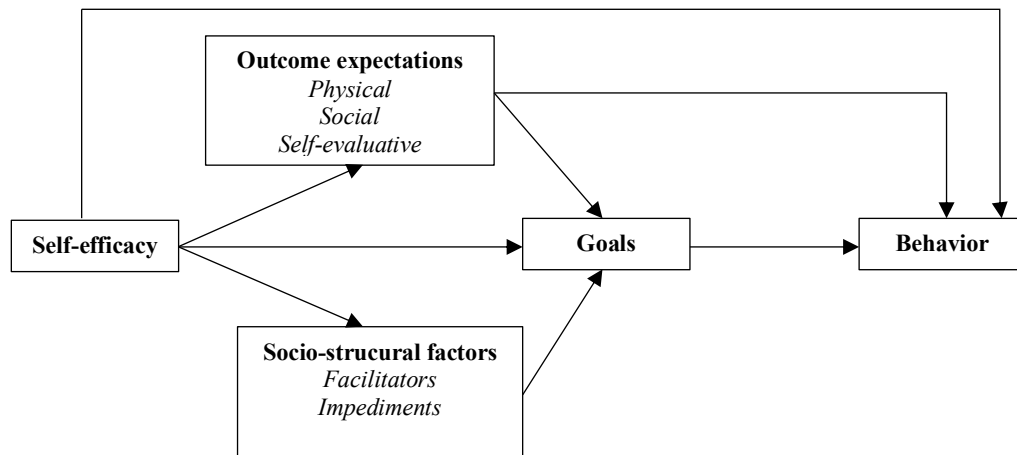 Outcome expectations
Physical
Social
Self-evaluative
Self-efficacy
Goals
Behavior
Socio-strucural factors
Facilitators
Impediments